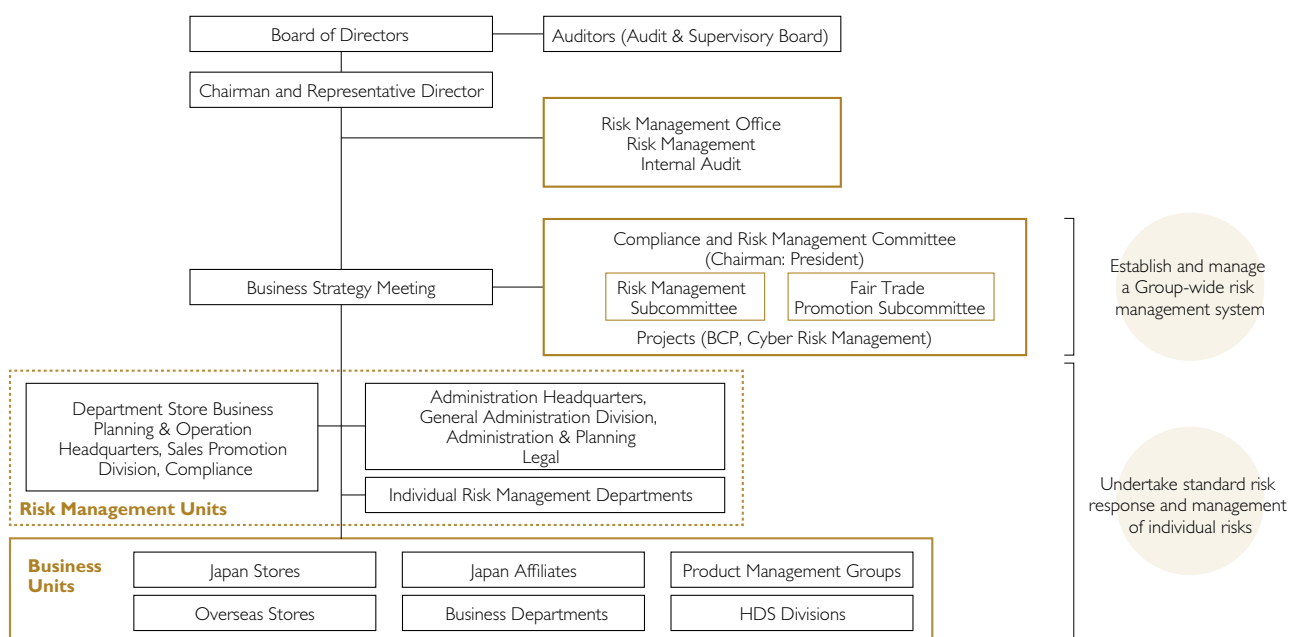 Board of Directors
Auditors (Audit & Supervisory Board)
Chairman and Representative Director
Risk Management Office
Risk Management
Internal Audit
Compliance and Risk Management Committee
(Chairman: President)
Business Strategy Meeting
Risk Management
Subcommittee
Fair Trade
Promotion Subcommittee
Projects (BCP, Cyber Risk Management)
Establish and manage
a Group-wide risk
management system
Department Store Business
Planning & Operation
Headquarters, Sales Promotion
Division, Compliance
Administration Headquarters,
General Administration Division,
Administration & Planning
Legal
Individual Risk Management Departments
Risk Management Units
Undertake standard risk
response and management
of individual risks
Business
Units
Japan Stores
Japan Affiliates
Product Management Groups
Overseas Stores
Business Departments
HDS Divisions